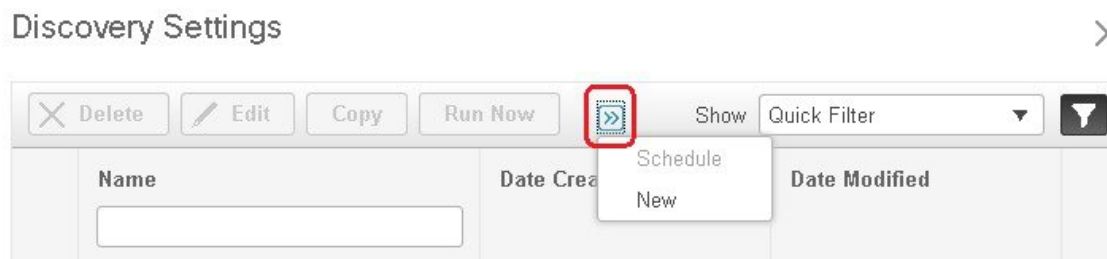 Discovery Settings
Delete Edit Copy Run Now Show Quick Filter
Schedule
New
Name Date Crea Date Modified